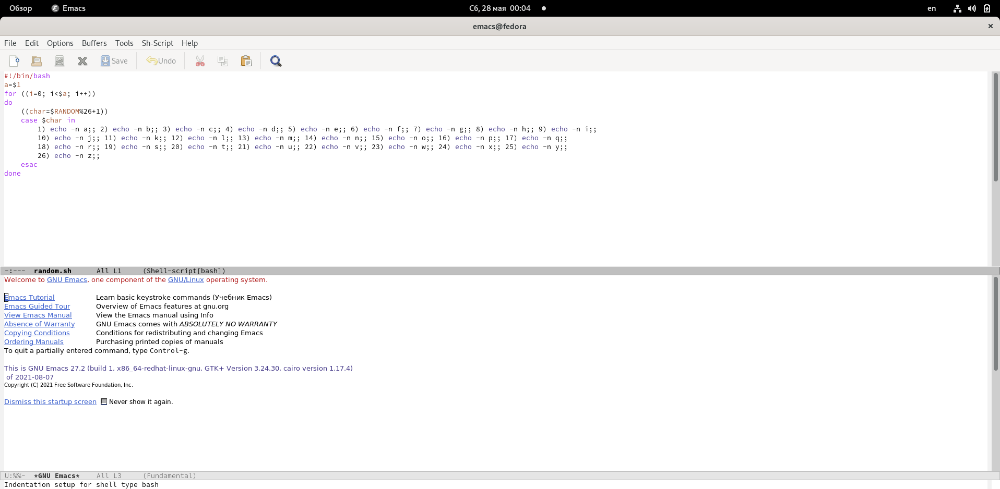 Обзор Emacs Сб, 28 мая 00:04 en
emacs@fedora
File Edit Options Buffers Tools Sh-Script Help
Save Undo
#!/bin/bash
a=$1
for ((i=0; i<$a; i++))
do
    ((char=$RANDOM%26+1))
    case $char in
        1) echo -n a;; 2) echo -n b;; 3) echo -n c;; 4) echo -n d;; 5) echo -n e;; 6) echo -n f;; 7) echo -n g;; 8) echo -n h;; 9) echo -n i;;
        10) echo -n j;; 11) echo -n k;; 12) echo -n l;; 13) echo -n m;; 14) echo -n n;; 15) echo -n o;; 16) echo -n p;; 17) echo -n q;;
        18) echo -n r;; 19) echo -n s;; 20) echo -n t;; 21) echo -n u;; 22) echo -n v;; 23) echo -n w;; 24) echo -n x;; 25) echo -n y;;
        26) echo -n z;;
    esac
done
-:--- random.sh All L1 (Shell-script[bash])
Welcome to GNU Emacs, one component of the GNU/Linux operating system.
Emacs Tutorial Learn basic keystroke commands (Учебник Emacs)
Emacs Guided Tour Overview of Emacs features at gnu.org
View Emacs Manual View the Emacs manual using Info
Absence of Warranty GNU Emacs comes with ABSOLUTELY NO WARRANTY
Copying Conditions Conditions for redistributing and changing Emacs
Ordering Manuals Purchasing printed copies of manuals
To quit a partially entered command, type Control-g.
This is GNU Emacs 27.2 (build 1, x86_64-redhat-linux-gnu, GTK+ Version 3.24.30, cairo version 1.17.4)
of 2021-08-07
Copyright (C) 2021 Free Software Foundation, Inc.
Dismiss this startup screen Never show it again.
U:%%- *GNU Emacs* All L3 (Fundamental)
Indentation setup for shell type bash